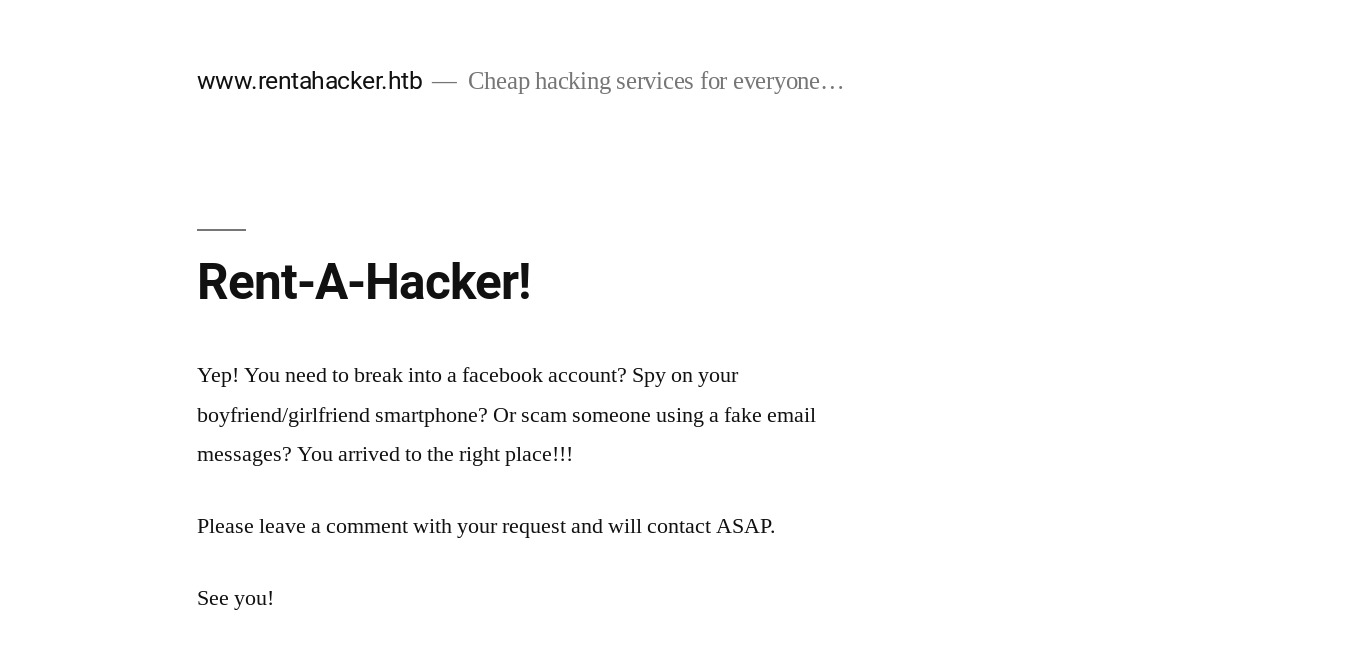 www.rentahacker.htb — Cheap hacking services for everyone…
Rent-A-Hacker!
Yep! You need to break into a facebook account? Spy on your
boyfriend/girlfriend smartphone? Or scam someone using a fake email
messages? You arrived to the right place!!!
Please leave a comment with your request and will contact ASAP.
See you!